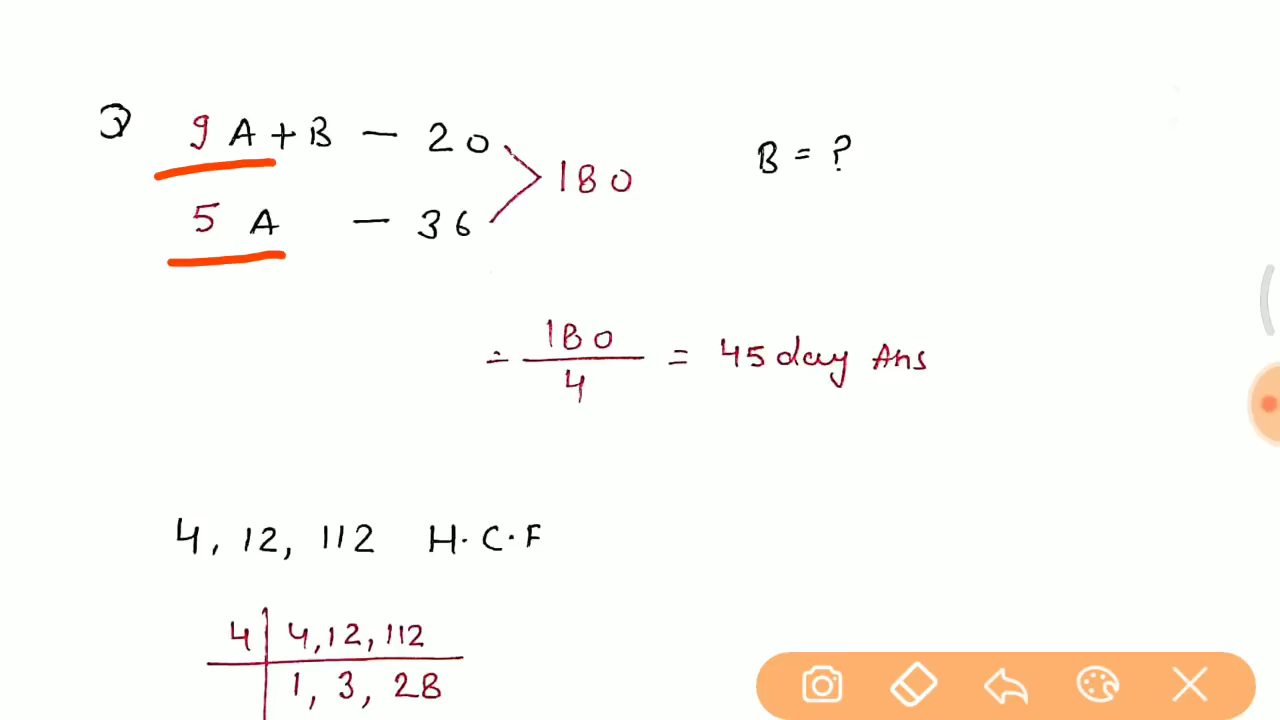 Q 9 A + B — 20
180
B = ?
5 A — 36
= 180/4 = 45 day Ans
4, 12, 112 H.C.F
4 | 4, 12, 112
1, 3, 28